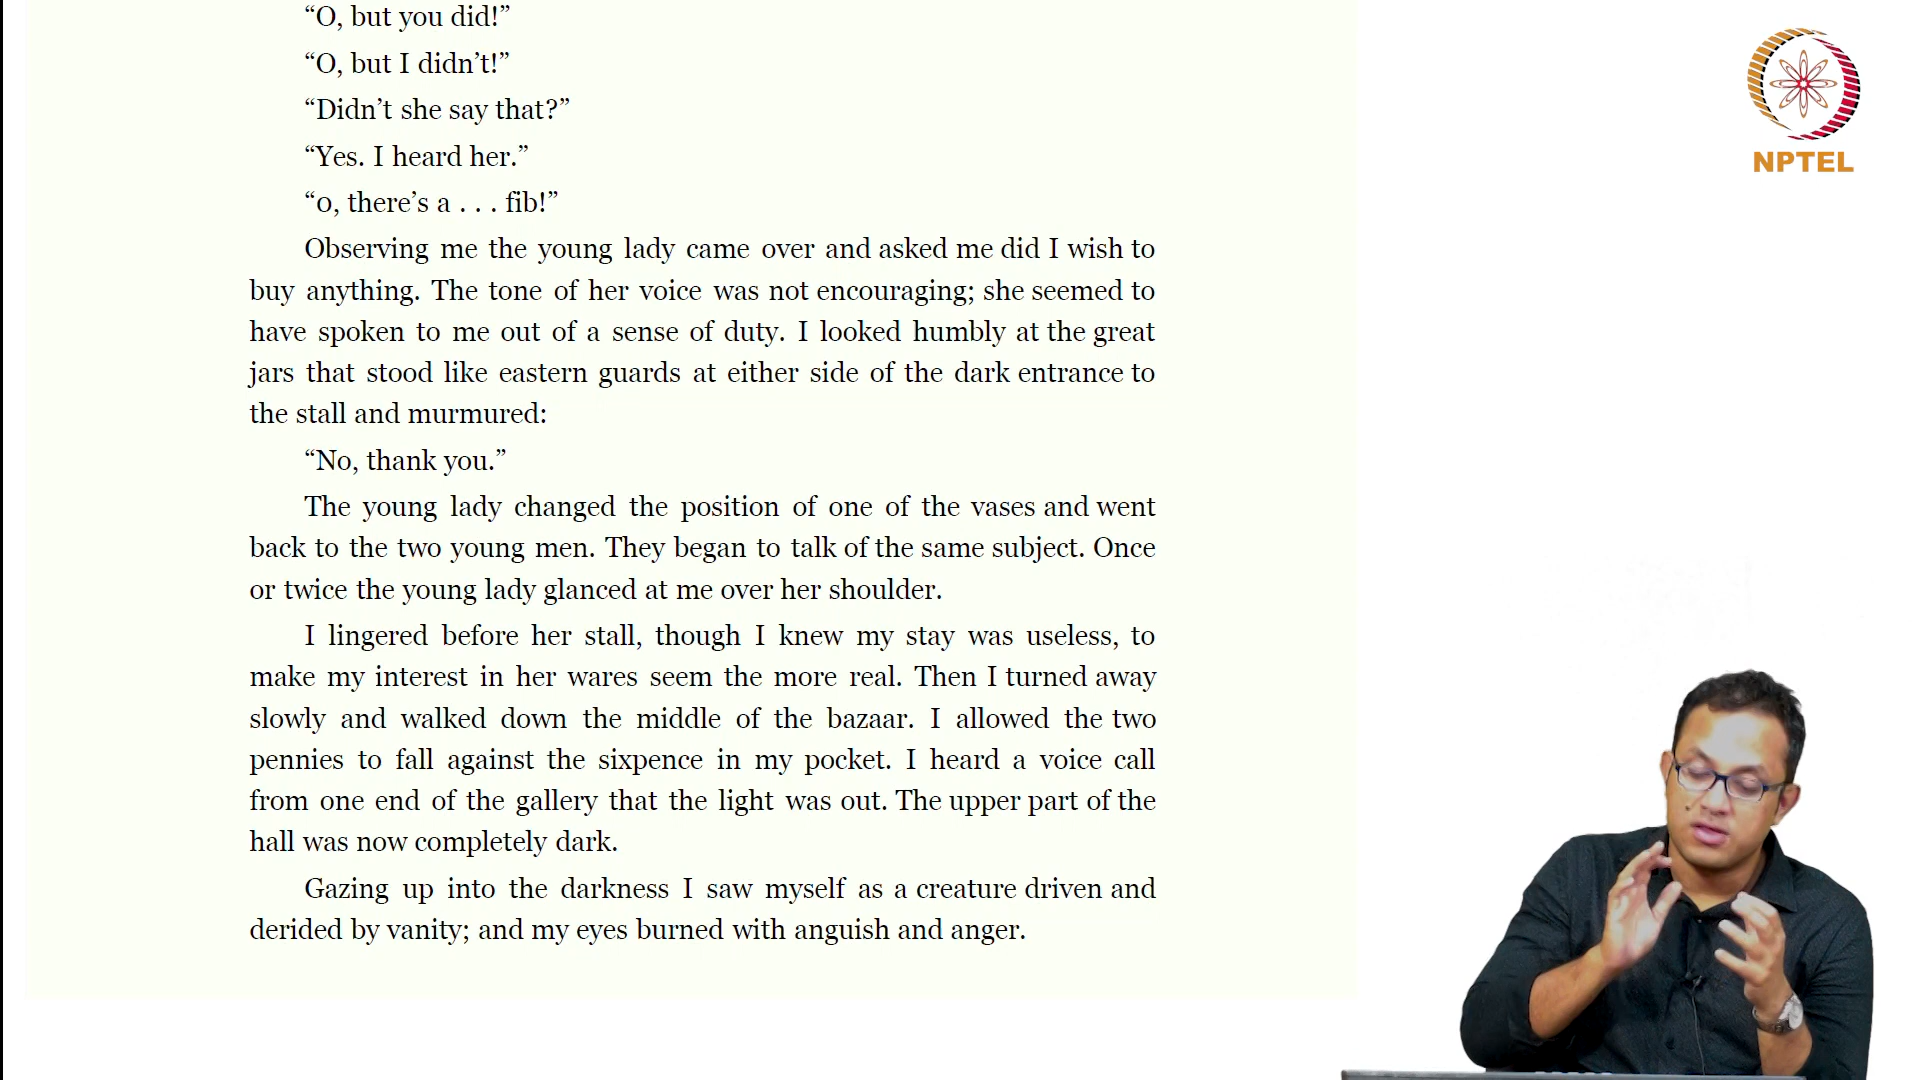 “O, but you did!”
“O, but I didn’t!”
“Didn’t she say that?”
“Yes. I heard her.”
“o, there’s a . . . fib!”
Observing me the young lady came over and asked me did I wish to
buy anything. The tone of her voice was not encouraging; she seemed to
have spoken to me out of a sense of duty. I looked humbly at the great
jars that stood like eastern guards at either side of the dark entrance to
the stall and murmured:
“No, thank you.”
The young lady changed the position of one of the vases and went
back to the two young men. They began to talk of the same subject. Once
or twice the young lady glanced at me over her shoulder.
I lingered before her stall, though I knew my stay was useless, to
make my interest in her wares seem the more real. Then I turned away
slowly and walked down the middle of the bazaar. I allowed the two
pennies to fall against the sixpence in my pocket. I heard a voice call
from one end of the gallery that the light was out. The upper part of the
hall was now completely dark.
Gazing up into the darkness I saw myself as a creature driven and
derided by vanity; and my eyes burned with anguish and anger.
NPTEL